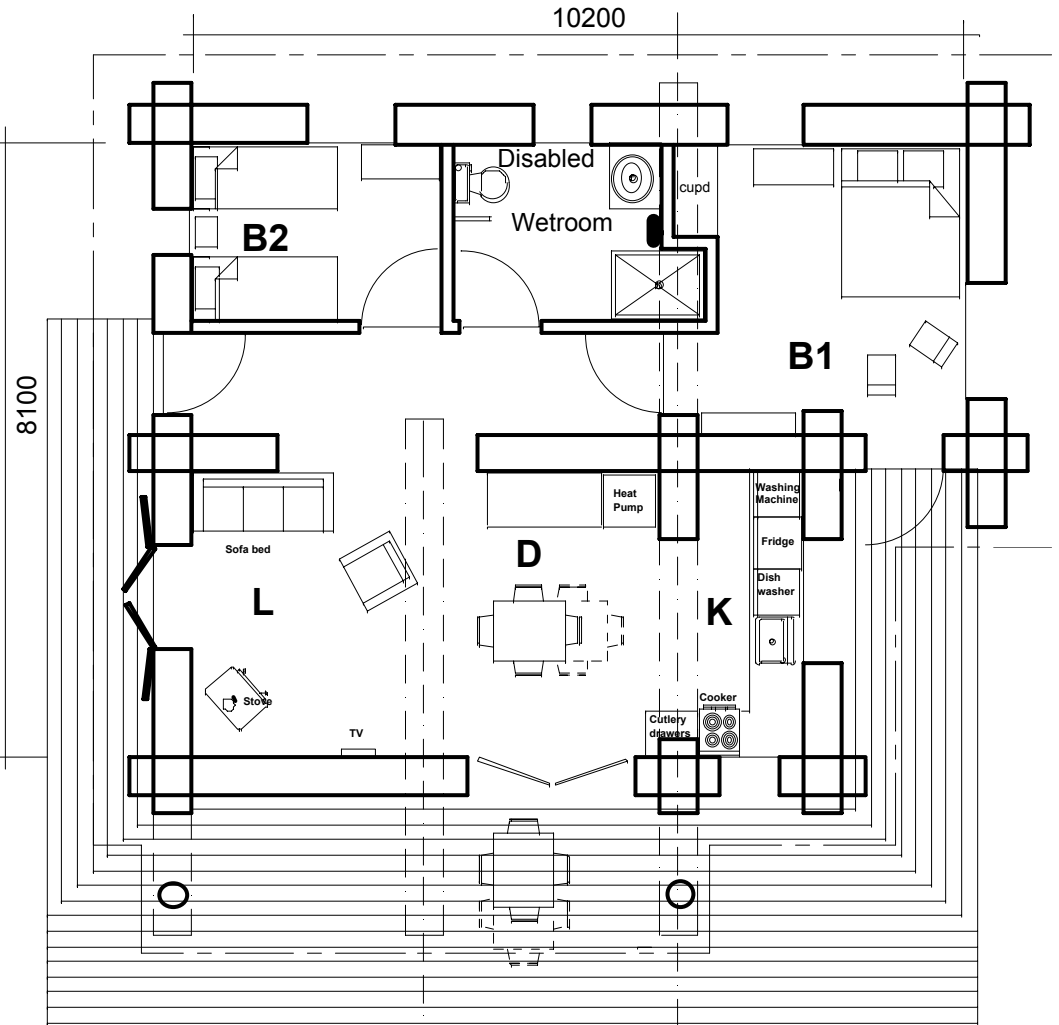 10200
Disabled
cupd
Wetroom
B2
B1
8100
Washing
Machine
Heat
Pump
Fridge
Sofa bed
D
Dish
washer
L
K
Stove
Cooker
Cutlery
drawers
TV